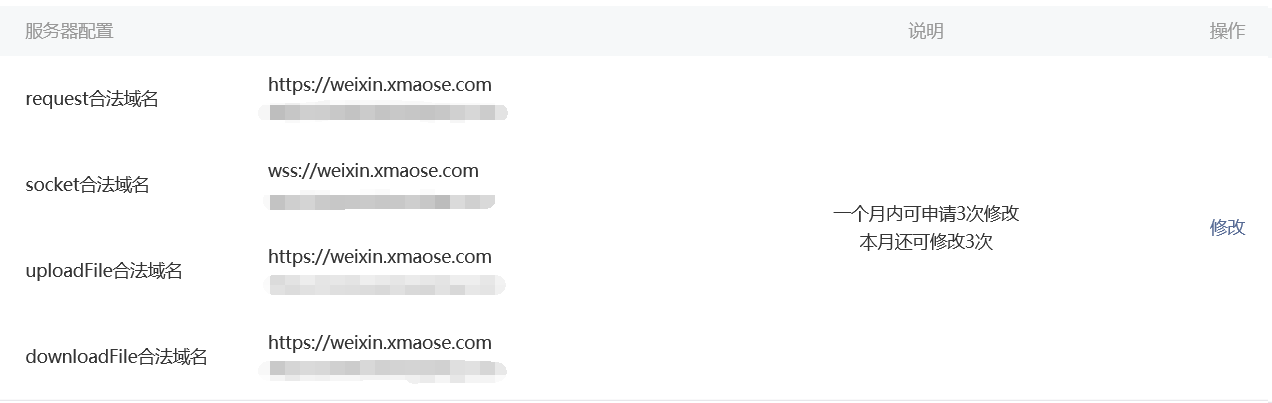 服务器配置 说明 操作
request合法域名 https://weixin.xmaose.com
socket合法域名 wss://weixin.xmaose.com
uploadFile合法域名 https://weixin.xmaose.com
downloadFile合法域名 https://weixin.xmaose.com
一个月内可申请3次修改
本月还可修改3次
修改